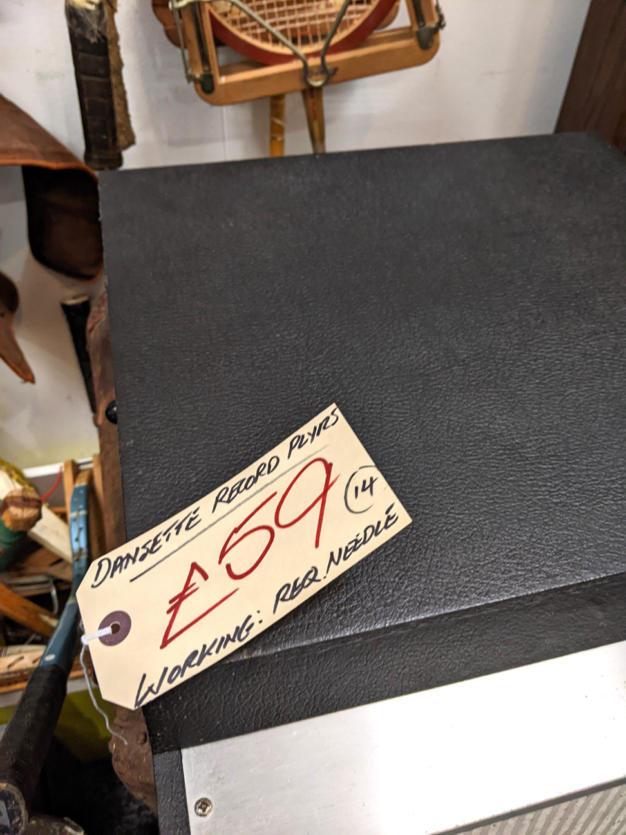 DANSETTE RECORD PLYRS
£59
14
WORKING: REQ. NEEDLE